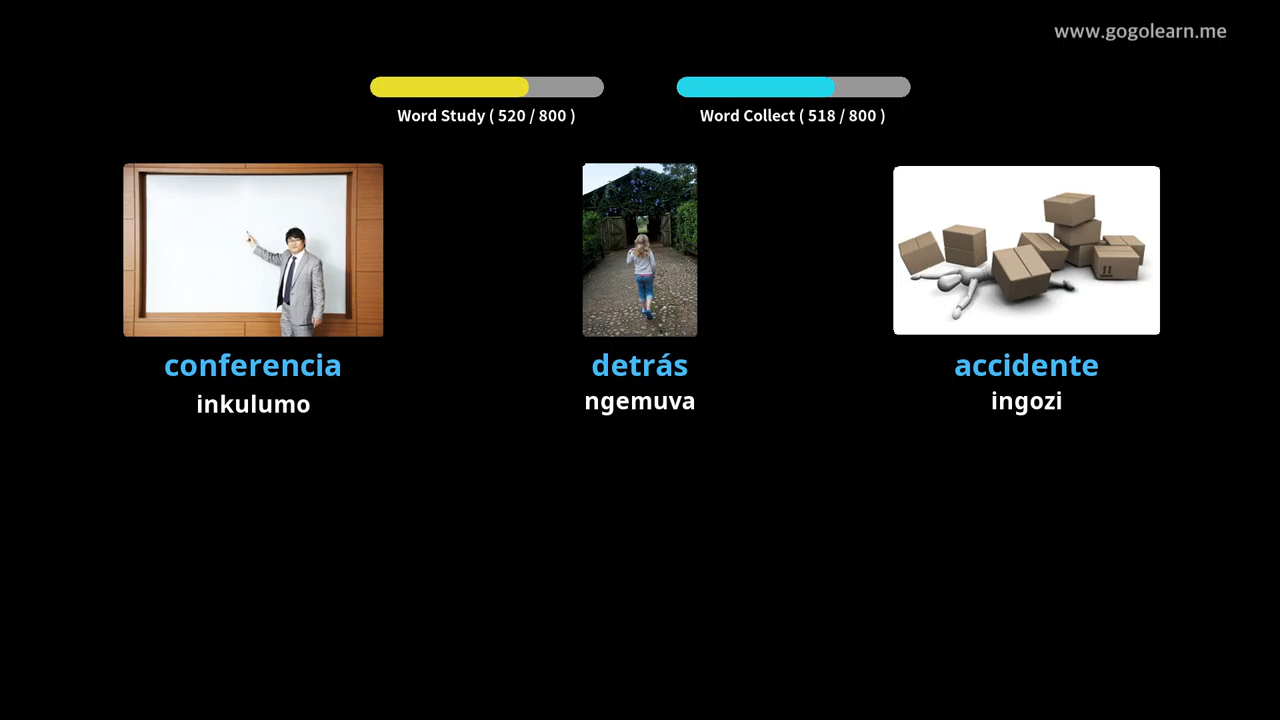 www.gogolearn.me
Word Study ( 520 / 800 )
Word Collect ( 518 / 800 )
conferencia
inkulumo
detrás
ngemuva
accidente
ingozi